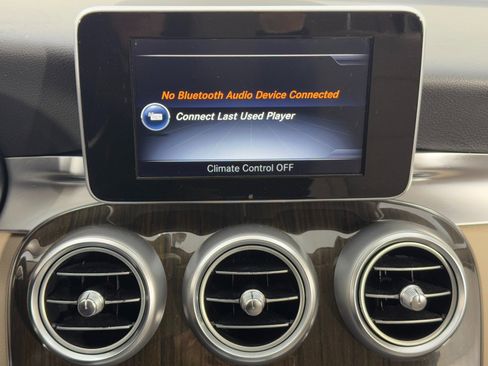 No Bluetooth Audio Device Connected
Connect Last Used Player
Climate Control OFF